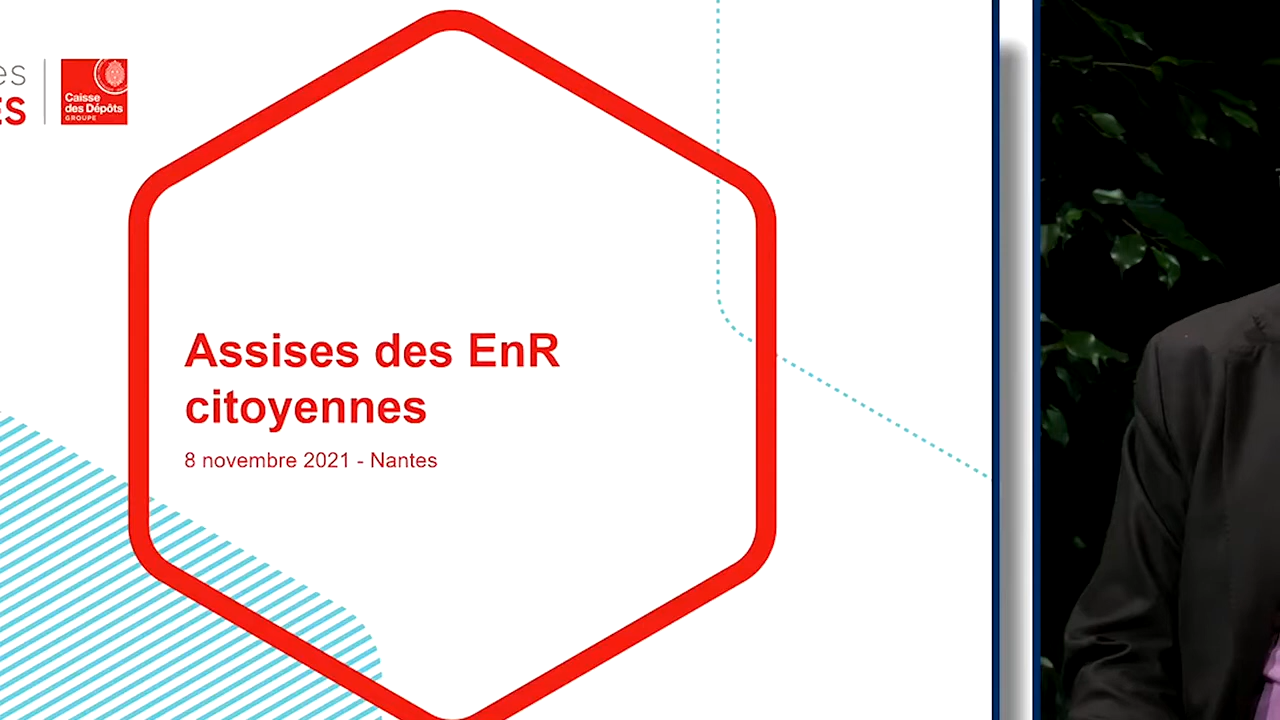 Caisse
des Dépôts
GROUPE
Assises des EnR
citoyennes
8 novembre 2021 - Nantes